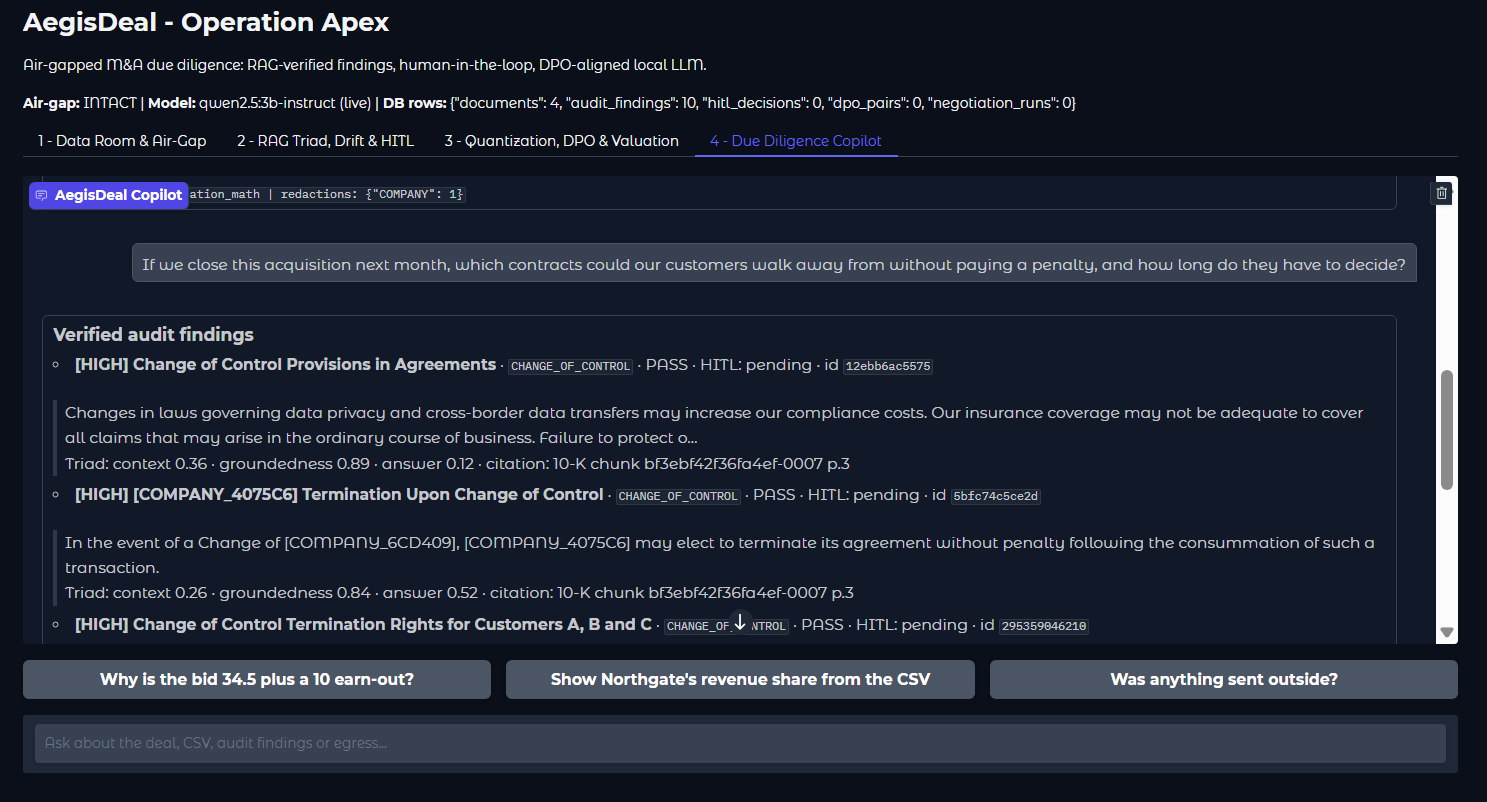 AegisDeal - Operation Apex
Air-gapped M&A due diligence: RAG-verified findings, human-in-the-loop, DPO-aligned local LLM.
Air-gap: INTACT | Model: qwen2.5:3b-instruct (live) | DB rows: {"documents": 4, "audit_findings": 10, "hitl_decisions": 0, "dpo_pairs": 0, "negotiation_runs": 0}
1 - Data Room & Air-Gap 2 - RAG Triad, Drift & HITL 3 - Quantization, DPO & Valuation 4 - Due Diligence Copilot
AegisDeal Copilot ation_math | redactions: {"COMPANY": 1}
If we close this acquisition next month, which contracts could our customers walk away from without paying a penalty, and how long do they have to decide?
Verified audit findings
[HIGH] Change of Control Provisions in Agreements · CHANGE_OF_CONTROL · PASS · HITL: pending · id 12ebb6ac5575
Changes in laws governing data privacy and cross-border data transfers may increase our compliance costs. Our insurance coverage may not be adequate to cover
all claims that may arise in the ordinary course of business. Failure to protect o...
Triad: context 0.36 · groundedness 0.89 · answer 0.12 · citation: 10-K chunk bf3ebf42f36fa4ef-0007 p.3
[HIGH] [COMPANY_4075C6] Termination Upon Change of Control · CHANGE_OF_CONTROL · PASS · HITL: pending · id 5bfc74c5ce2d
In the event of a Change of [COMPANY_6CD409], [COMPANY_4075C6] may elect to terminate its agreement without penalty following the consummation of such a
transaction.
Triad: context 0.26 · groundedness 0.84 · answer 0.52 · citation: 10-K chunk bf3ebf42f36fa4ef-0007 p.3
[HIGH] Change of Control Termination Rights for Customers A, B and C · CHANGE_OF NTROL · PASS · HITL: pending · id 295359046210
Why is the bid 34.5 plus a 10 earn-out? Show Northgate's revenue share from the CSV Was anything sent outside?
Ask about the deal, CSV, audit findings or egress...